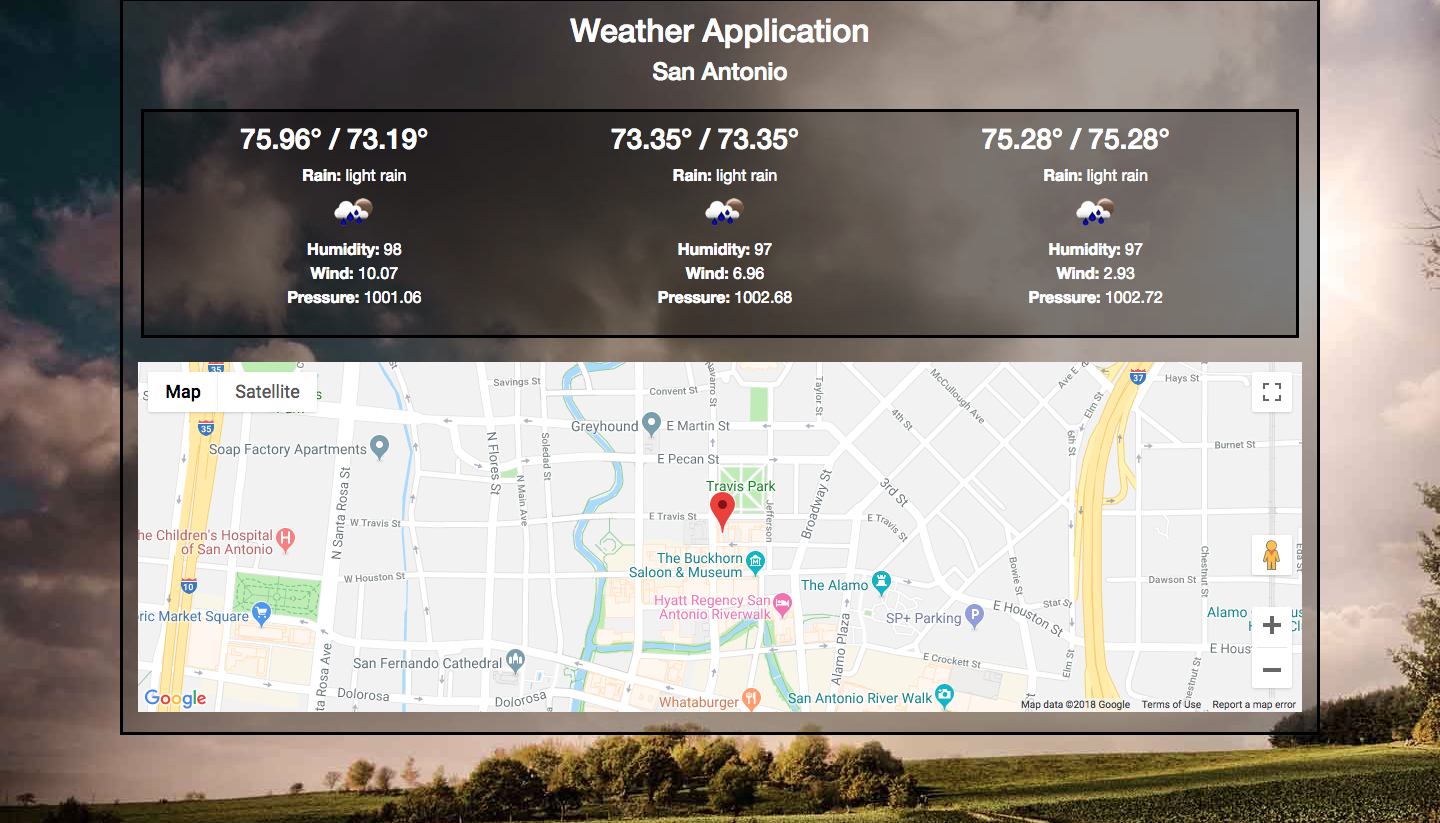 Weather Application
San Antonio
75.96° / 73.19°
Rain: light rain
Humidity: 98
Wind: 10.07
Pressure: 1001.06
73.35° / 73.35°
Rain: light rain
Humidity: 97
Wind: 6.96
Pressure: 1002.68
75.28° / 75.28°
Rain: light rain
Humidity: 97
Wind: 2.93
Pressure: 1002.72
Map
Satellite
35
37
Savings St
Convent St
Navarro St
Taylor St
McCullough Ave
Ave E
Elm St
Hays St
35
Greyhound
E Martin St
4th St
6th St
Burnet St
Soap Factory Apartments
N Flores St
Soledad St
E Pecan St
N Santa Rosa St
N Main Ave
Travis Park
Broadway St
3rd St
W Travis St
E Travis St
Jefferson
E Travis St
he Children's Hospital
of San Antonio
H
The Buckhorn
Saloon & Museum
The Alamo
Bowie St
Chestnut St
10
W Houston St
Dawson St
Hyatt Regency San
Antonio Riverwalk
Star St
ric Market Square
SP+ Parking
P
E Houston St
Alamo
E Hous
Alamo Plaza
San Fernando Cathedral
E Crockett St
Elm St
Chestnut St
ta Rosa Ave
Dolorosa
Dolorosa
Whataburger
San Antonio River Walk
Google
Map data ©2018 Google
Terms of Use
Report a map error